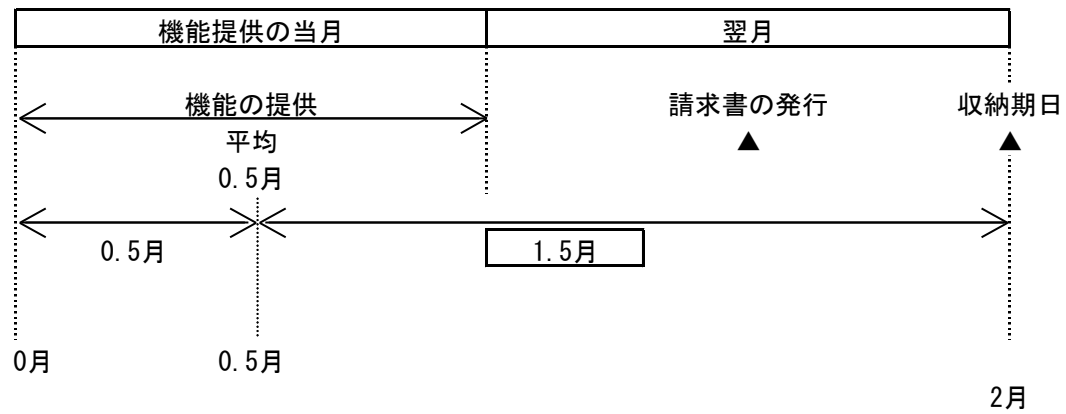 機能提供の当月 翌月
機能の提供 請求書の発行 収納期日
平均 ▲ ▲
0.5月
0.5月 1.5月
0月 0.5月
2月